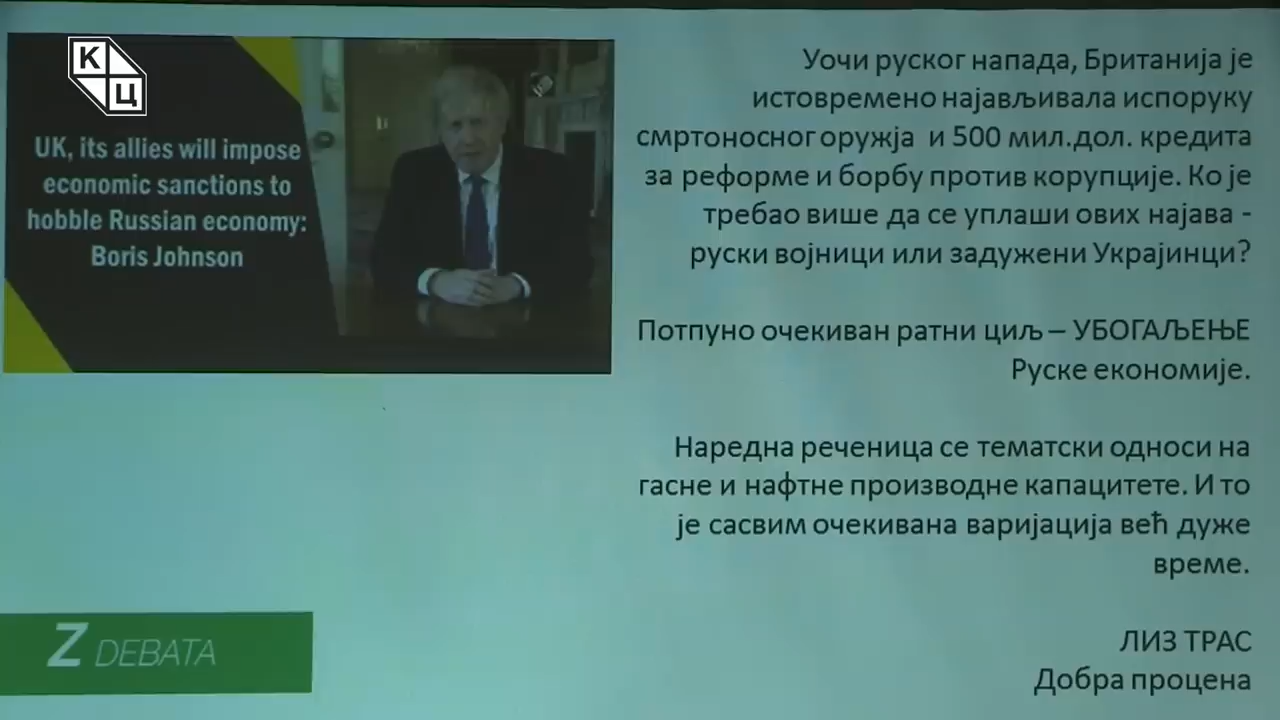 К
Ц
UK, its allies will impose
economic sanctions to
hobble Russian economy:
Boris Johnson
Уочи руског напада, Британија је
истовремено најављивала испоруку
смртоносног оружја и 500 мил.дол. кредита
за реформе и борбу против корупције. Ко је
требао више да се уплаши ових најава -
руски војници или задужени Украјинци?
Потпуно очекиван ратни циљ – УБОГАЉЕЊЕ
Руске економије.
Наредна реченица се тематски односи на
гасне и нафтне производне капацитете. И то
је сасвим очекивана варијација већ дуже
време.
ЛИЗ ТРАС
Добра процена
Z DEBATA